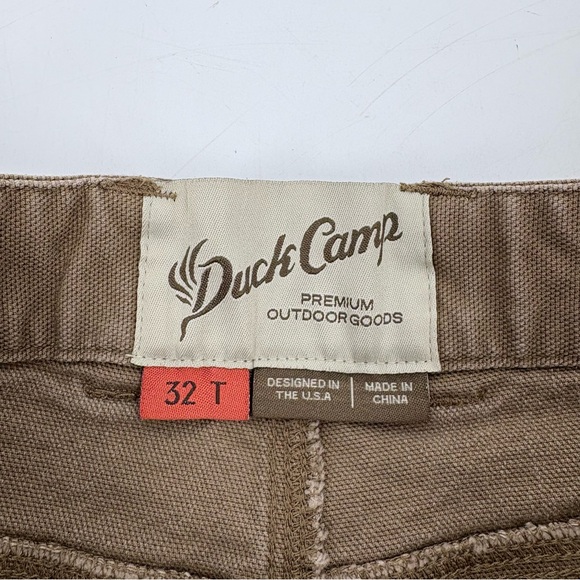 Duck Camp
PREMIUM
OUTDOOR GOODS
32 T
DESIGNED IN
THE U.S.A
MADE IN
CHINA